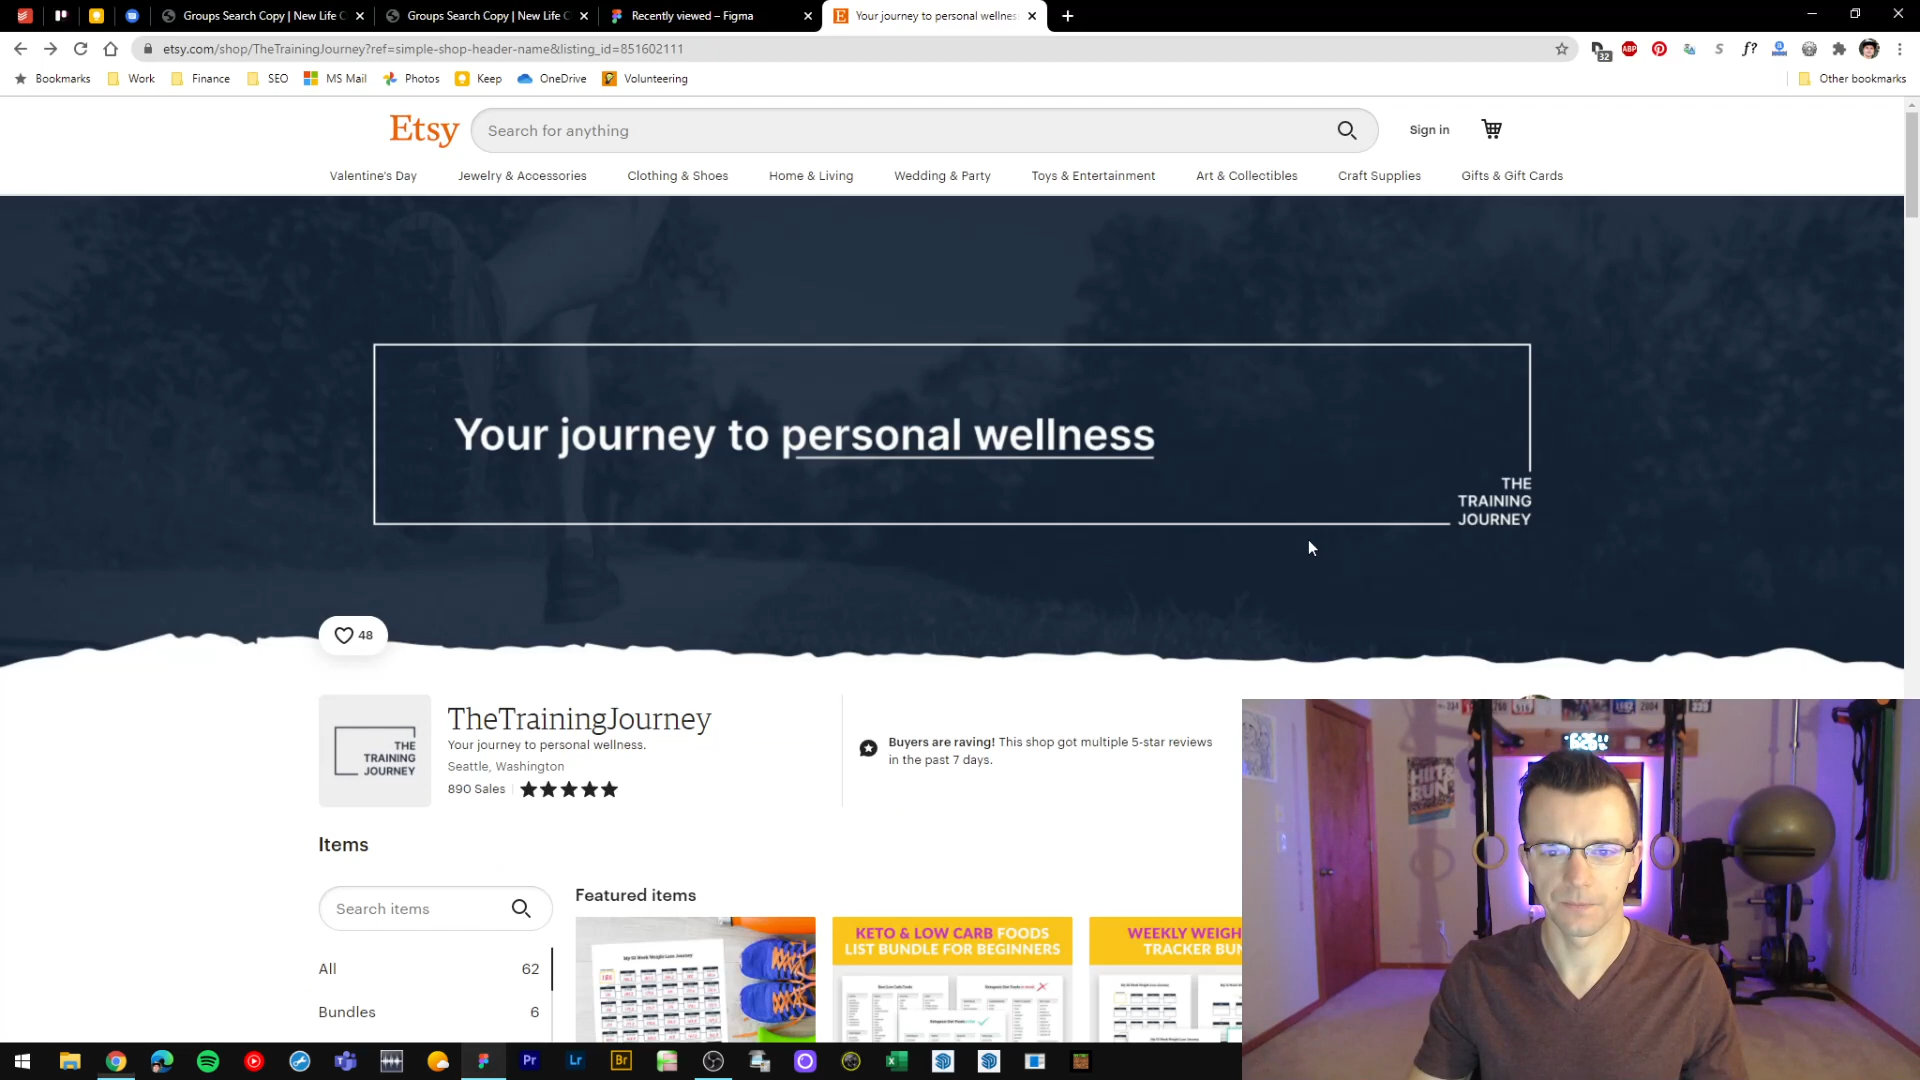 Groups Search Copy | New Life C
Groups Search Copy | New Life C
Recently viewed – Figma
Your journey to personal wellnes
etsy.com/shop/TheTrainingJourney?ref=simple-shop-header-name&listing_id=851602111
ABP
32
f?
Bookmarks
Work
Finance
SEO
MS Mail
Photos
Keep
OneDrive
Volunteering
Other bookmarks
Etsy
Search for anything
Sign in
Valentine's Day
Jewelry & Accessories
Clothing & Shoes
Home & Living
Wedding & Party
Toys & Entertainment
Art & Collectibles
Craft Supplies
Gifts & Gift Cards
Your journey to personal wellness
THE
TRAINING
JOURNEY
48
THE
TRAINING
JOURNEY
TheTrainingJourney
Your journey to personal wellness.
Seattle, Washington
890 Sales
Buyers are raving! This shop got multiple 5-star reviews
in the past 7 days.
Items
Search items
All 62
Bundles 6
Featured items
KETO & LOW CARB FOODS
LIST BUNDLE FOR BEGINNERS
WEEKLY WEIGH
TRACKER BUN
Pr
Lr
Br